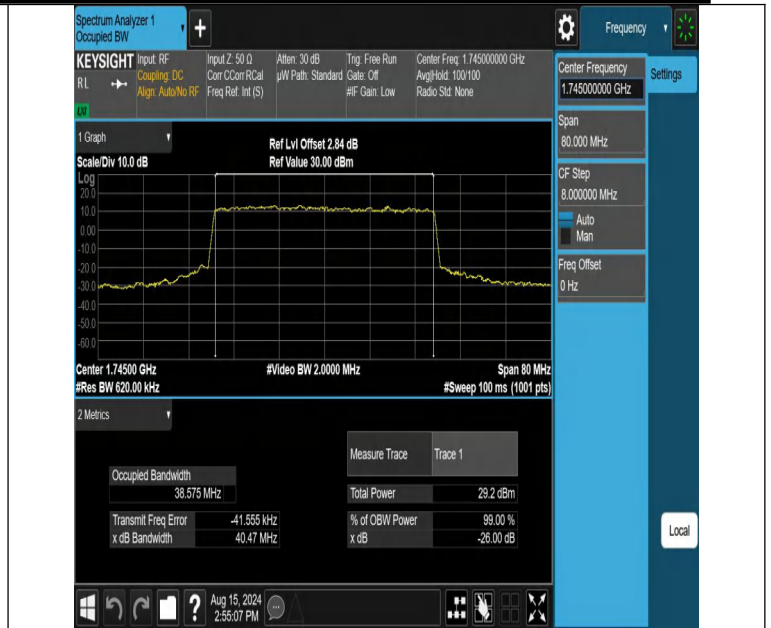 Spectrum Analyzer 1
Occupied BW
Frequency
KEYSIGHT
RL
Input: RF
Coupling: DC
Align: Auto/No RF
Input Z: 50 Ω
Corr CCorr RCal
Freq Ref: Int (S)
Atten: 30 dB
µW Path: Standard
Trig: Free Run
Gate: Off
#IF Gain: Low
Center Freq: 1.745000000 GHz
Avg|Hold: 100/100
Radio Std: None
Center Frequency
1.745000000 GHz
Settings
Span
80.000 MHz
CF Step
8.000000 MHz
Auto
Man
Freq Offset
0 Hz
1 Graph
Scale/Div 10.0 dB
Ref Lvl Offset 2.84 dB
Ref Value 30.00 dBm
Log
20.0
10.0
0.00
-10.0
-20.0
-30.0
-40.0
-50.0
-60.0
Center 1.74500 GHz
#Video BW 2.0000 MHz
Span 80 MHz
#Res BW 620.00 kHz
#Sweep 100 ms (1001 pts)
2 Metrics
Measure Trace
Trace 1
Occupied Bandwidth
38.575 MHz
Total Power
29.2 dBm
Transmit Freq Error
-41.555 kHz
% of OBW Power
99.00 %
x dB Bandwidth
40.47 MHz
x dB
-26.00 dB
Local
Aug 15, 2024
2:55:07 PM